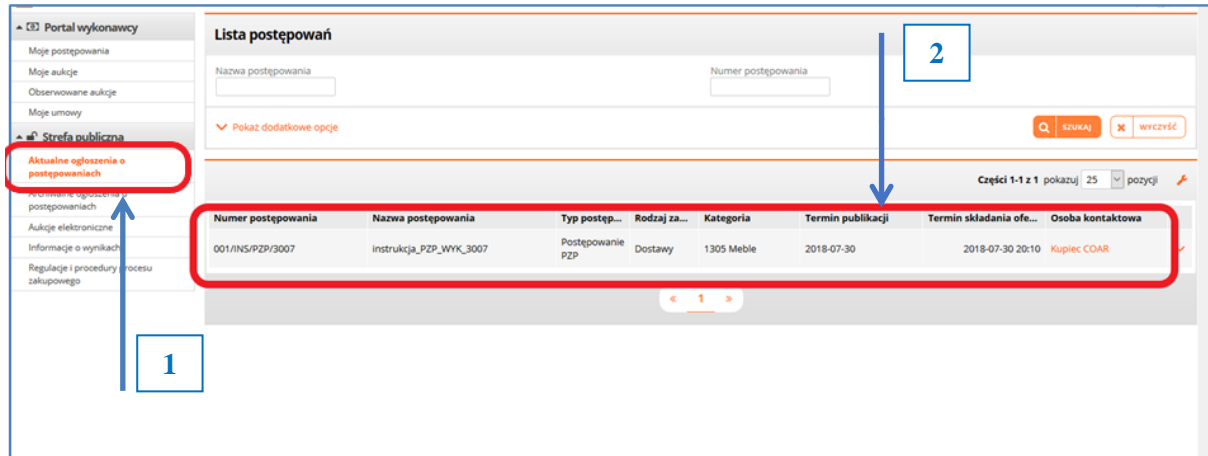 Portal wykonawcy
Moje postępowania
Moje aukcje
Obserwowane aukcje
Moje umowy
Strefa publiczna
Aktualne ogłoszenia o
postępowaniach
Archiwalne ogłoszenia o
postępowaniach
Aukcje elektroniczne
Informacje o wynikach
Regulacje i procedury procesu
zakupowego
1
Lista postępowań
2
Nazwa postępowania
Numer postępowania
Pokaż dodatkowe opcje
SZUKAJ
WYCZYŚĆ
Części 1-1 z 1 pokazuj 25 pozycji
Numer postępowania Nazwa postępowania Typ postęp... Rodzaj za... Kategoria Termin publikacji Termin składania ofe... Osoba kontaktowa
001/INS/PZP/3007 instrukcja_PZP_WYK_3007 Postępowanie PZP Dostawy 1305 Meble 2018-07-30 2018-07-30 20:10 Kupiec COAR
« 1 »